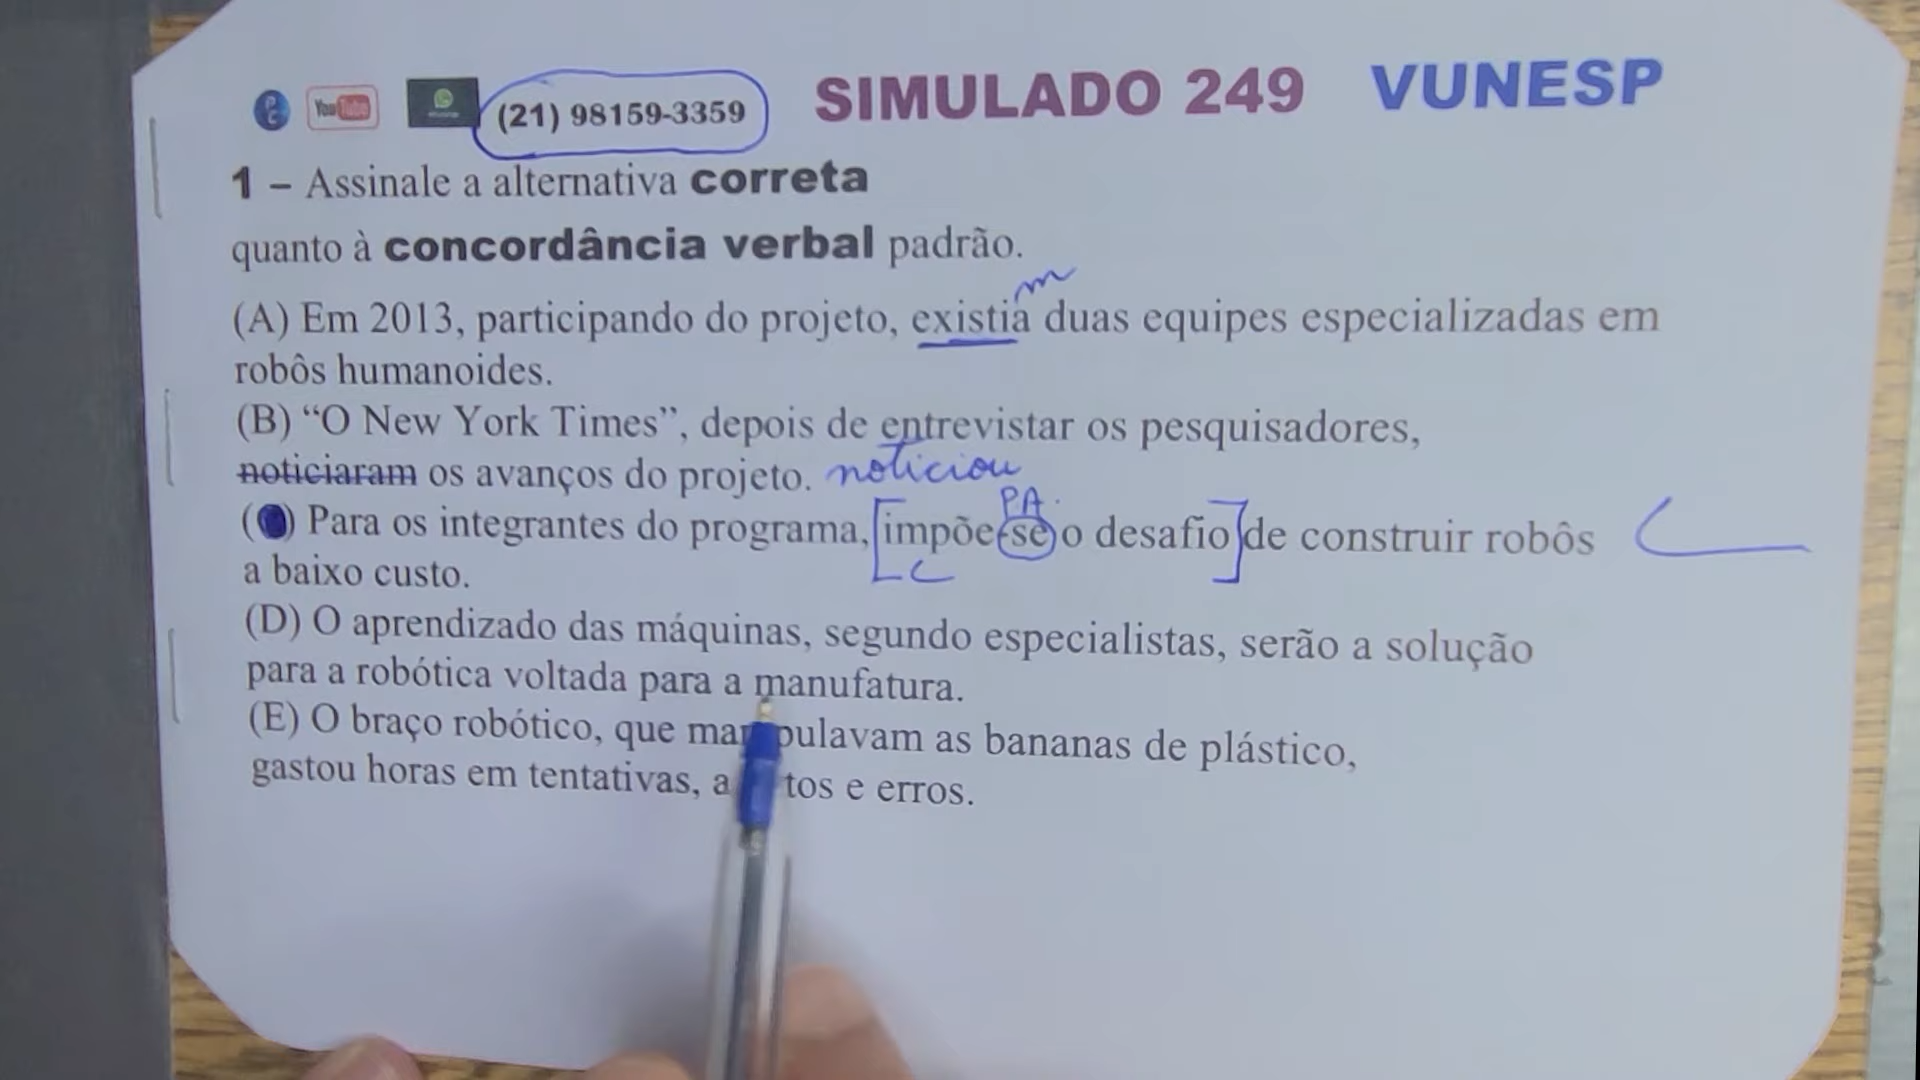 YouTube (21) 98159-3359 SIMULADO 249 VUNESP
1 – Assinale a alternativa correta
quanto à concordância verbal padrão.
m
(A) Em 2013, participando do projeto, existia duas equipes especializadas em
robôs humanoides.
(B) “O New York Times”, depois de entrevistar os pesquisadores,
noticiaram os avanços do projeto. noticiou
P.A.
( ) Para os integrantes do programa, [impõe-se o desafio] de construir robôs
C
a baixo custo.
(D) O aprendizado das máquinas, segundo especialistas, serão a solução
para a robótica voltada para a manufatura.
(E) O braço robótico, que manipulavam as bananas de plástico,
gastou horas em tentativas, e erros.